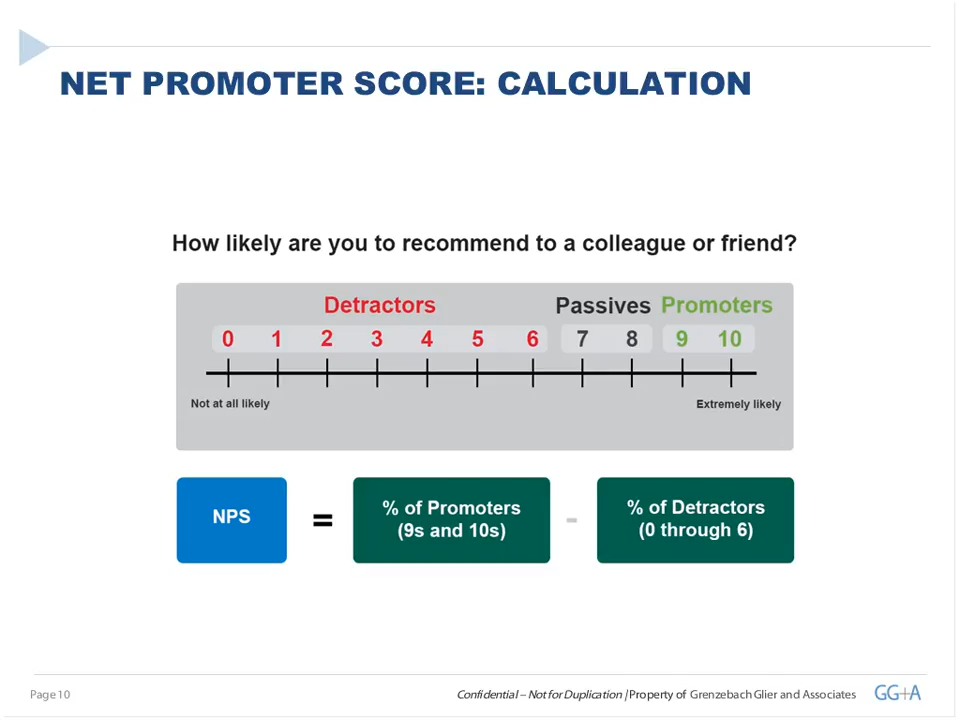 NET PROMOTER SCORE: CALCULATION
How likely are you to recommend to a colleague or friend?
Detractors Passives Promoters
0 1 2 3 4 5 6 7 8 9 10
Not at all likely Extremely likely
NPS = % of Promoters (9s and 10s) - % of Detractors (0 through 6)
Page 10 Confidential – Not for Duplication | Property of Grenzebach Glier and Associates GG+A